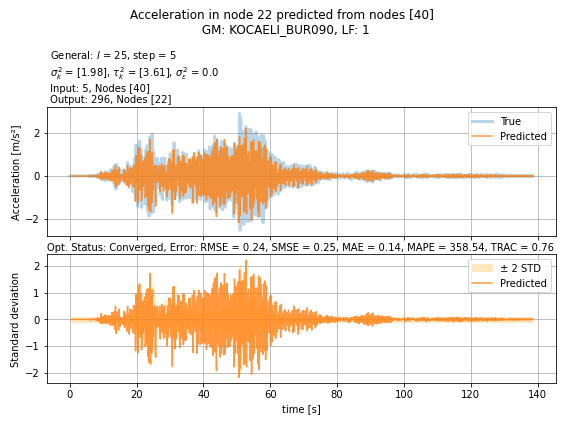 Acceleration in node 22 predicted from nodes [40]
GM: KOCAELI_BUR090, LF: 1
General: l = 25, step = 5
σ²ₖ = [1.98], τ²ₖ = [3.61], σ²ε = 0.0
Input: 5, Nodes [40]
Output: 296, Nodes [22]
True
Predicted
Acceleration [m/s²]
2
0
−2
Opt. Status: Converged, Error: RMSE = 0.24, SMSE = 0.25, MAE = 0.14, MAPE = 358.54, TRAC = 0.76
± 2 STD
Predicted
Standard deviation
2
1
0
−1
−2
0 20 40 60 80 100 120 140
time [s]